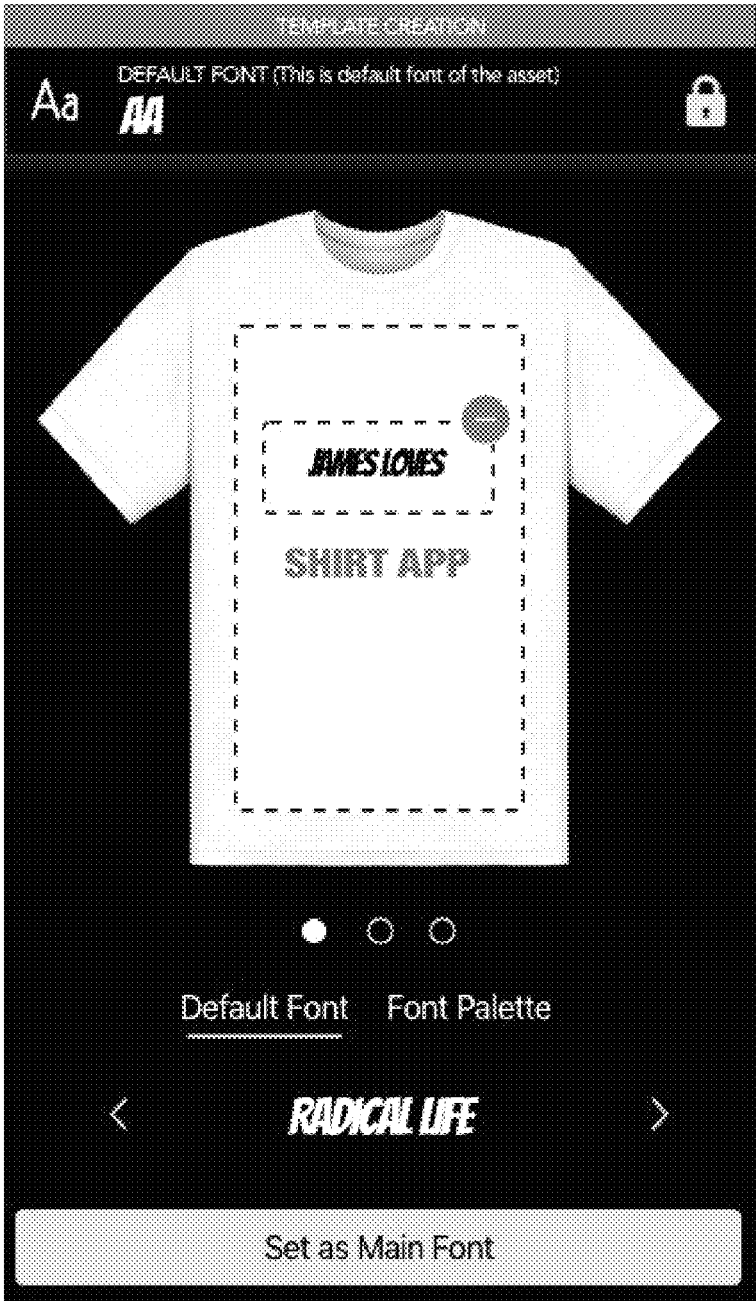 TEMPLATE CREATION
DEFAULT FONT (This is default font of the asset)
Aa
AA
JAMES LOVES
SHIRT APP
Default Font Font Palette
< RADICAL LIFE >
Set as Main Font